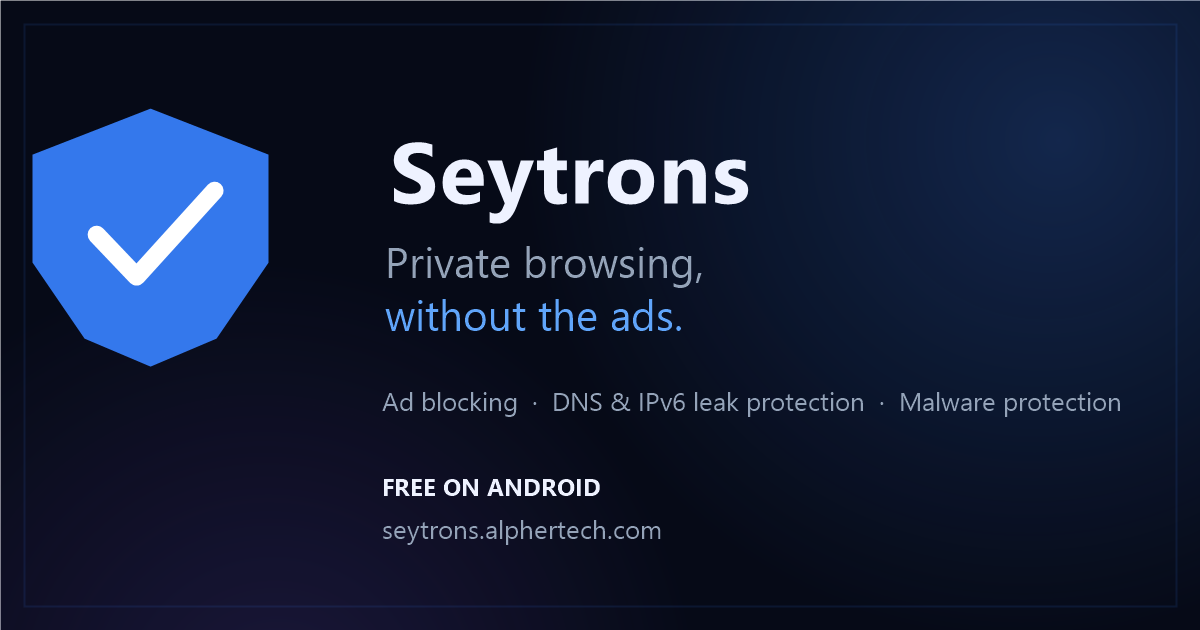 Seytrons
Private browsing,
without the ads.
Ad blocking · DNS & IPv6 leak protection · Malware protection
FREE ON ANDROID
seytrons.alphertech.com